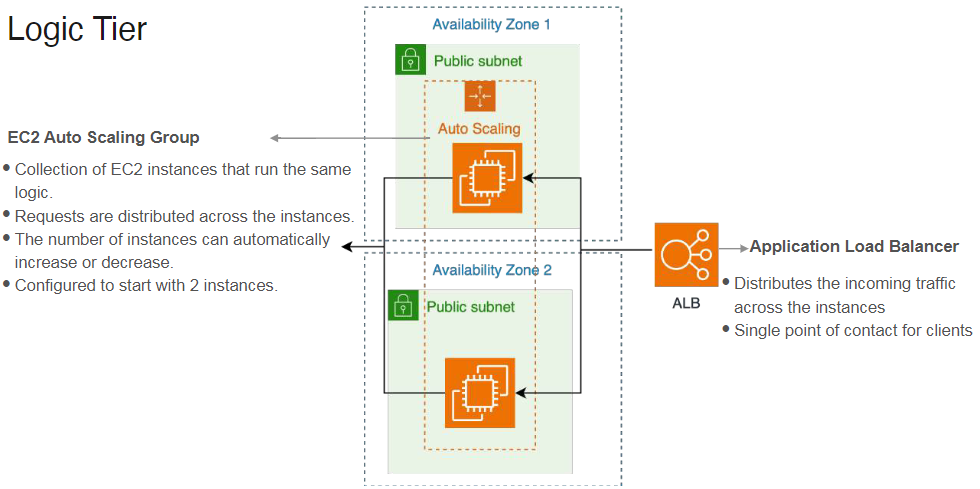 Logic Tier
Availability Zone 1
Public subnet
Auto Scaling
EC2 Auto Scaling Group
• Collection of EC2 instances that run the same
logic.
• Requests are distributed across the instances.
• The number of instances can automatically
increase or decrease.
• Configured to start with 2 instances.
Availability Zone 2
Public subnet
ALB
Application Load Balancer
• Distributes the incoming traffic
across the instances
• Single point of contact for clients